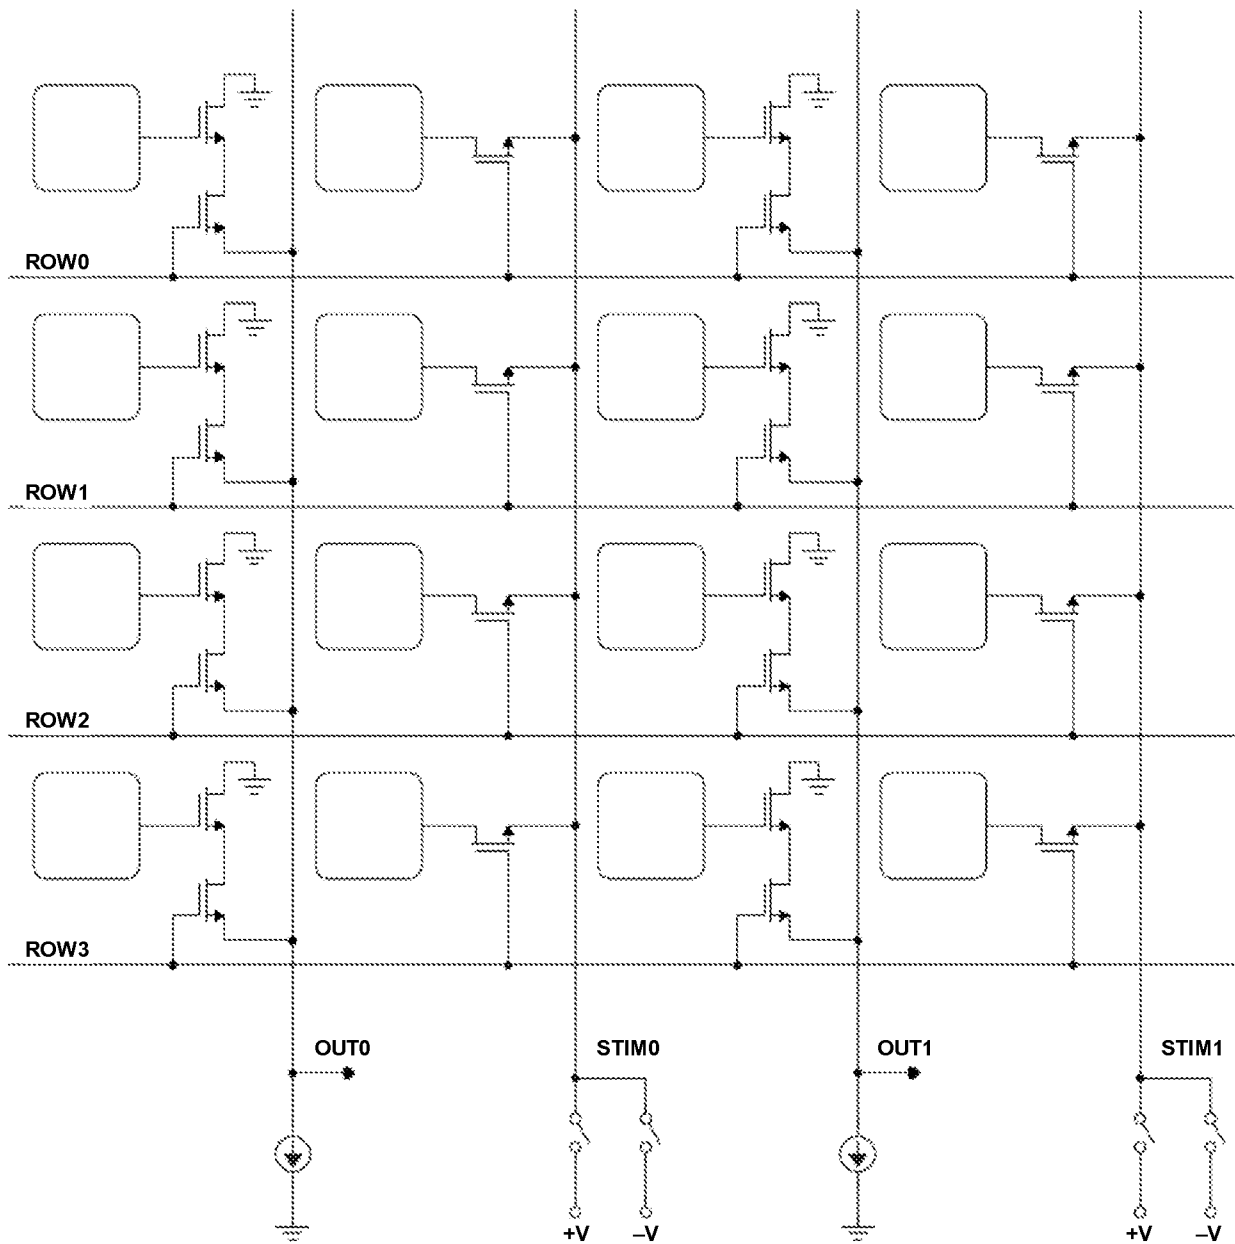 ROW0
ROW1
ROW2
ROW3
OUT0 STIM0 OUT1 STIM1
+V –V +V –V